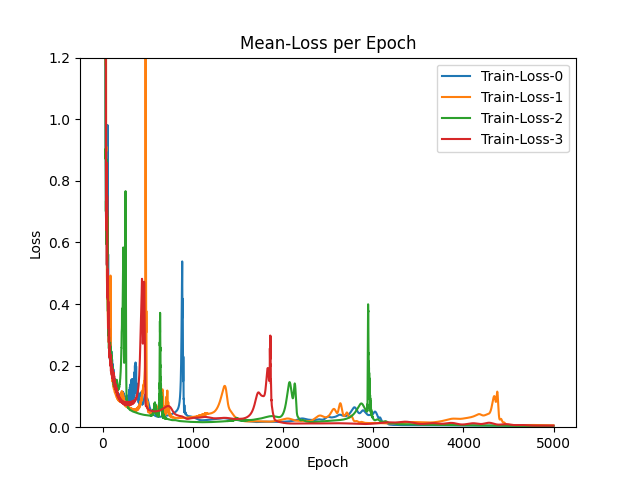 Mean-Loss per Epoch
Loss
1.2
1.0
0.8
0.6
0.4
0.2
0.0
Train-Loss-0
Train-Loss-1
Train-Loss-2
Train-Loss-3
0 1000 2000 3000 4000 5000
Epoch